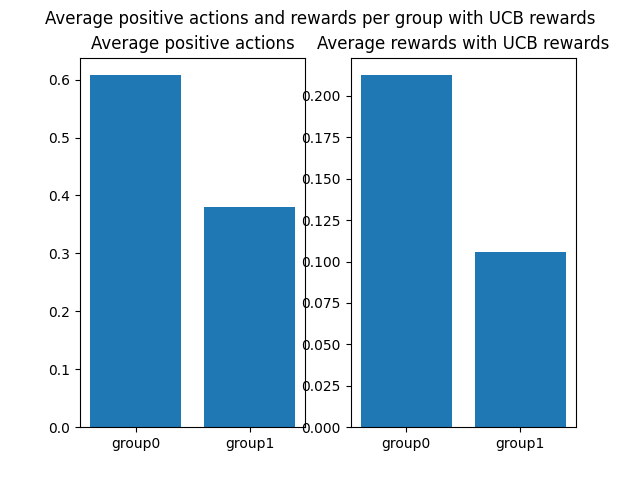 Average positive actions and rewards per group with UCB rewards
Average positive actions
0.6
0.5
0.4
0.3
0.2
0.1
0.0
group0
group1
Average rewards with UCB rewards
0.200
0.175
0.150
0.125
0.100
0.075
0.050
0.025
0.000
group0
group1